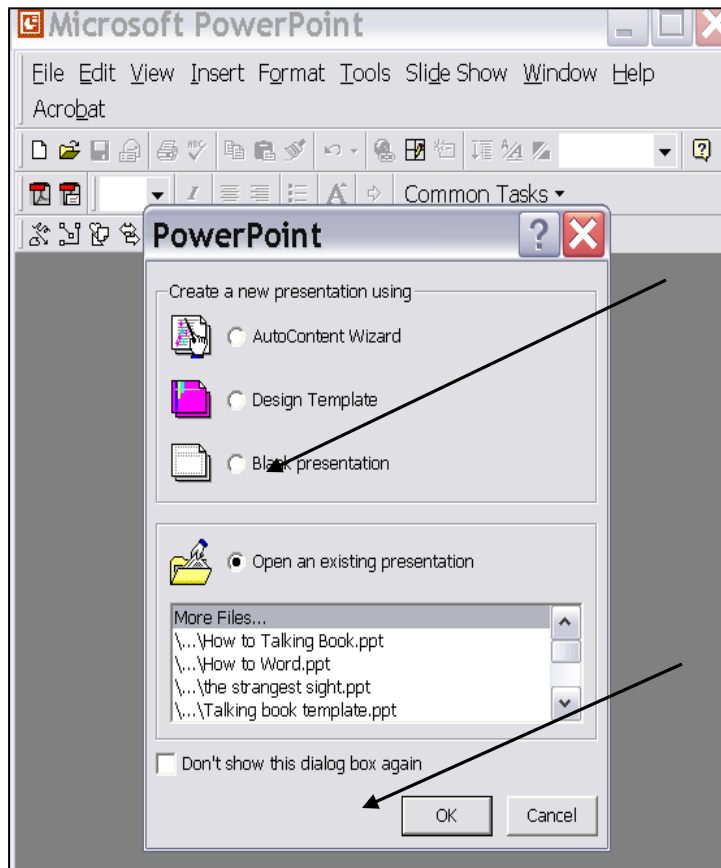 Microsoft PowerPoint
File Edit View Insert Format Tools Slide Show Window Help
Acrobat
Common Tasks
PowerPoint
Create a new presentation using
AutoContent Wizard
Design Template
Blank presentation
Open an existing presentation
More Files...
\...\How to Talking Book.ppt
\...\How to Word.ppt
\...\the strangest sight.ppt
\...\Talking book template.ppt
Don't show this dialog box again
OK Cancel